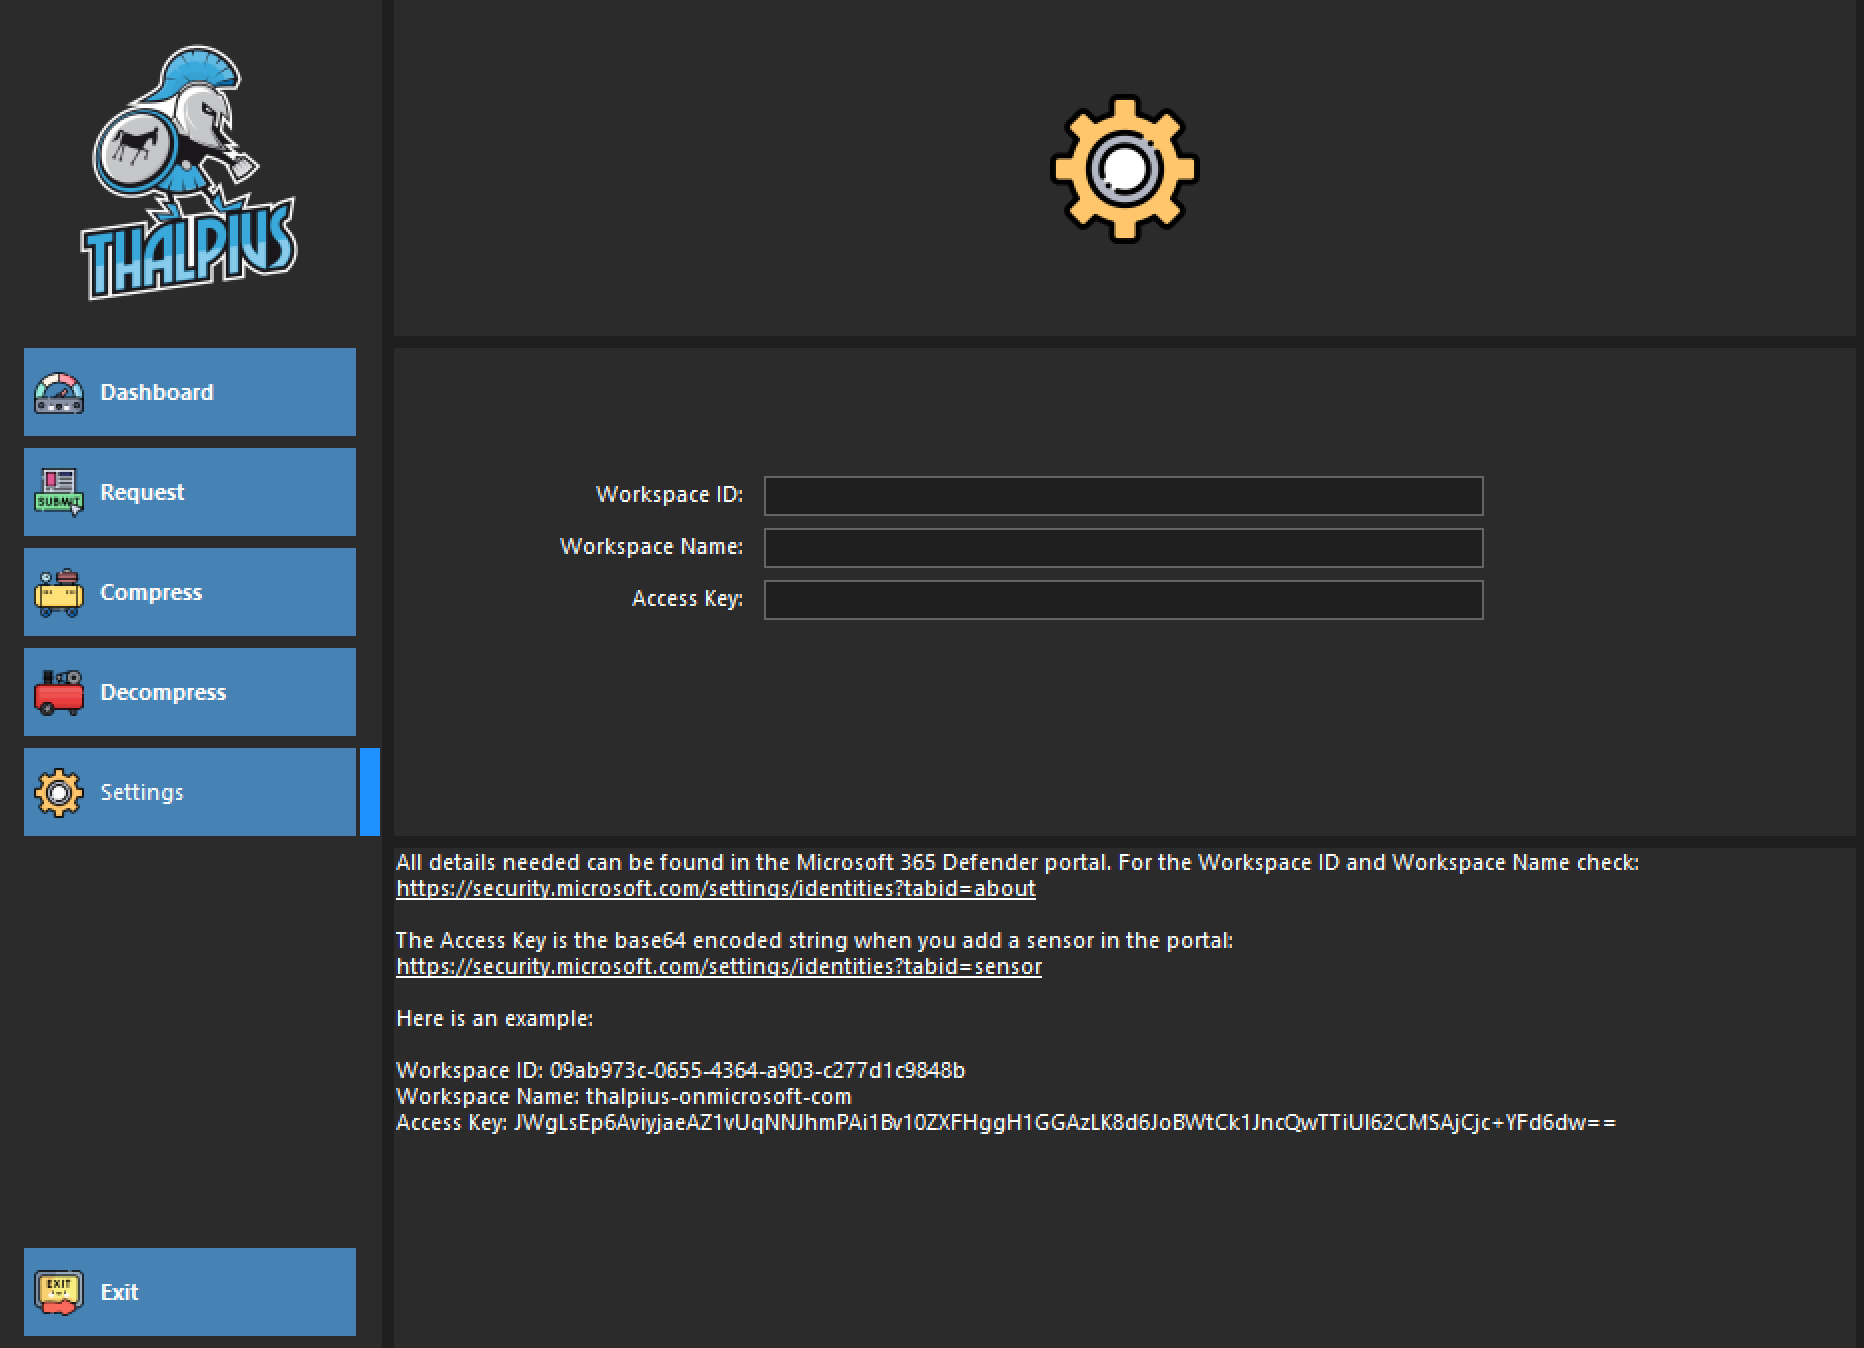 THALPIUS
Dashboard
SUBMIT
Request
Compress
Decompress
Settings
EXIT
Exit
Workspace ID:
Workspace Name:
Access Key:
All details needed can be found in the Microsoft 365 Defender portal. For the Workspace ID and Workspace Name check:
https://security.microsoft.com/settings/identities?tabid=about
The Access Key is the base64 encoded string when you add a sensor in the portal:
https://security.microsoft.com/settings/identities?tabid=sensor
Here is an example:
Workspace ID: 09ab973c-0655-4364-a903-c277d1c9848b
Workspace Name: thalpius-onmicrosoft-com
Access Key: JWgLsEp6AviyjaeAZ1vUqNNJhmPAi1Bv10ZXFHggH1GGAzLK8d6JoBWtCk1JncQwTTiUI62CMSAjCjc+YFd6dw==